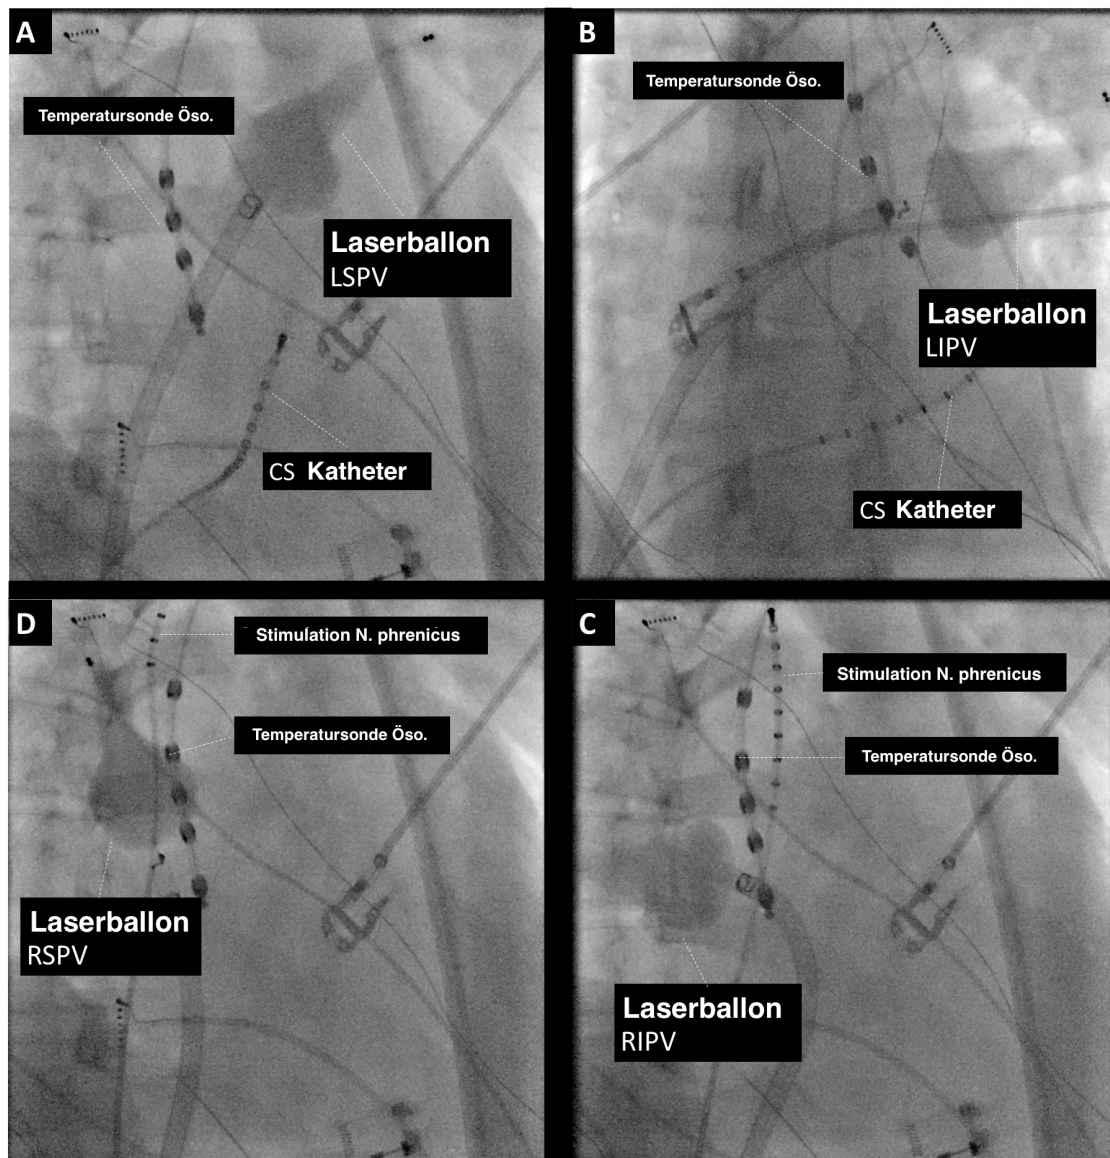 A
Temperatursonde Öso.
Laserballon
LSPV
CS Katheter
B
Temperatursonde Öso.
Laserballon
LIPV
CS Katheter
D
Stimulation N. phrenicus
Temperatursonde Öso.
Laserballon
RSPV
C
Stimulation N. phrenicus
Temperatursonde Öso.
Laserballon
RIPV